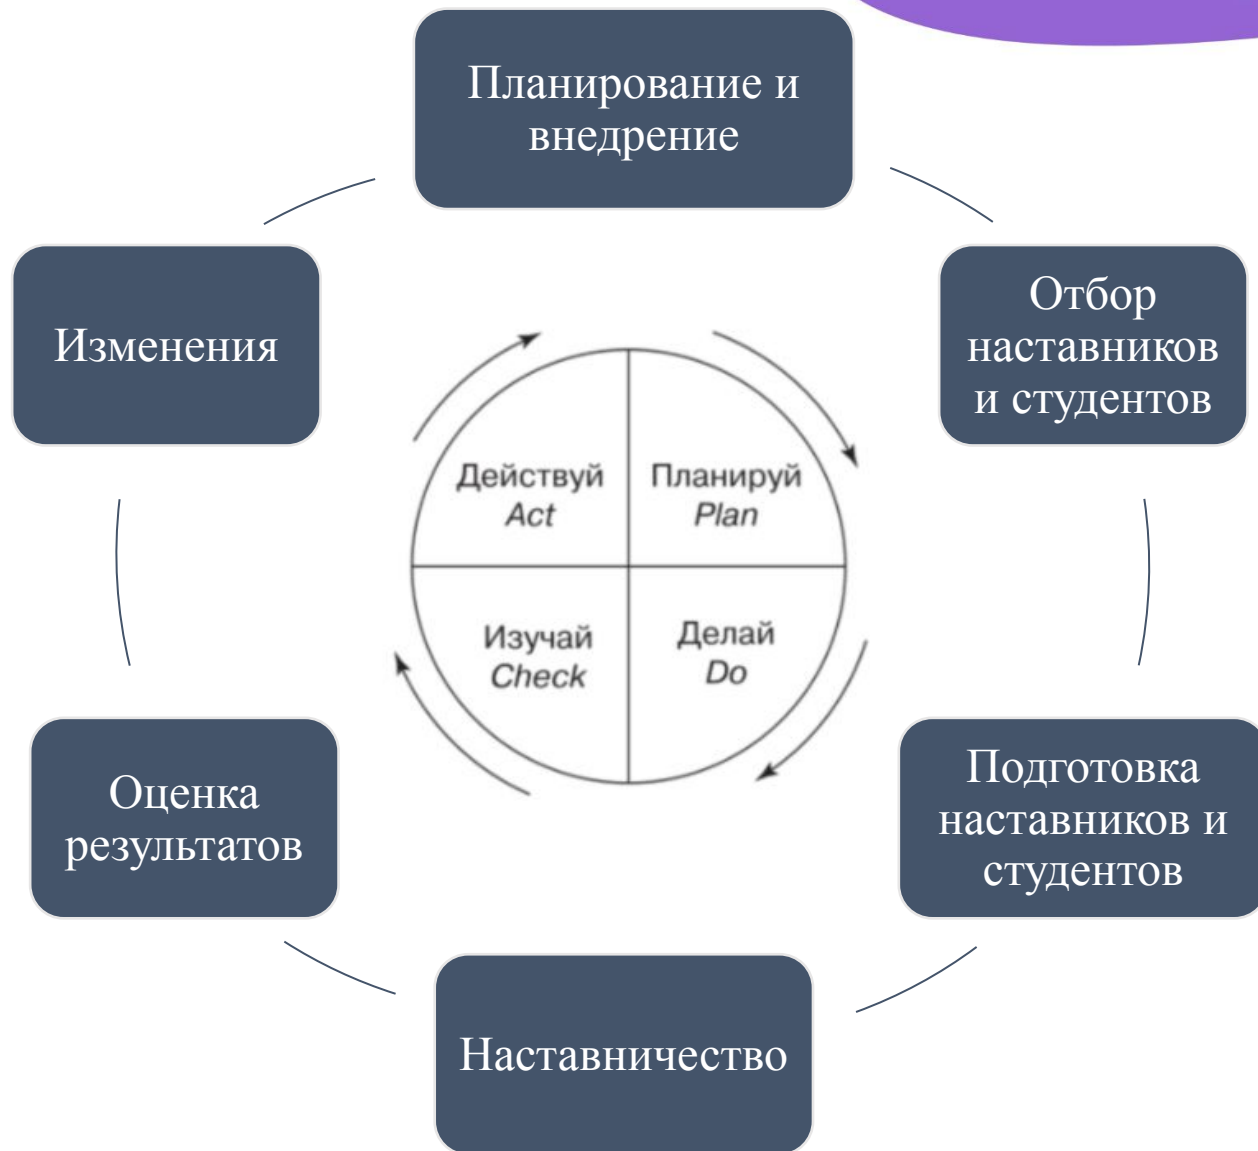 Планирование и
внедрение
Отбор
наставников
и студентов
Подготовка
наставников и
студентов
Наставничество
Оценка
результатов
Изменения
Действуй
Act
Планируй
Plan
Изучай
Check
Делай
Do